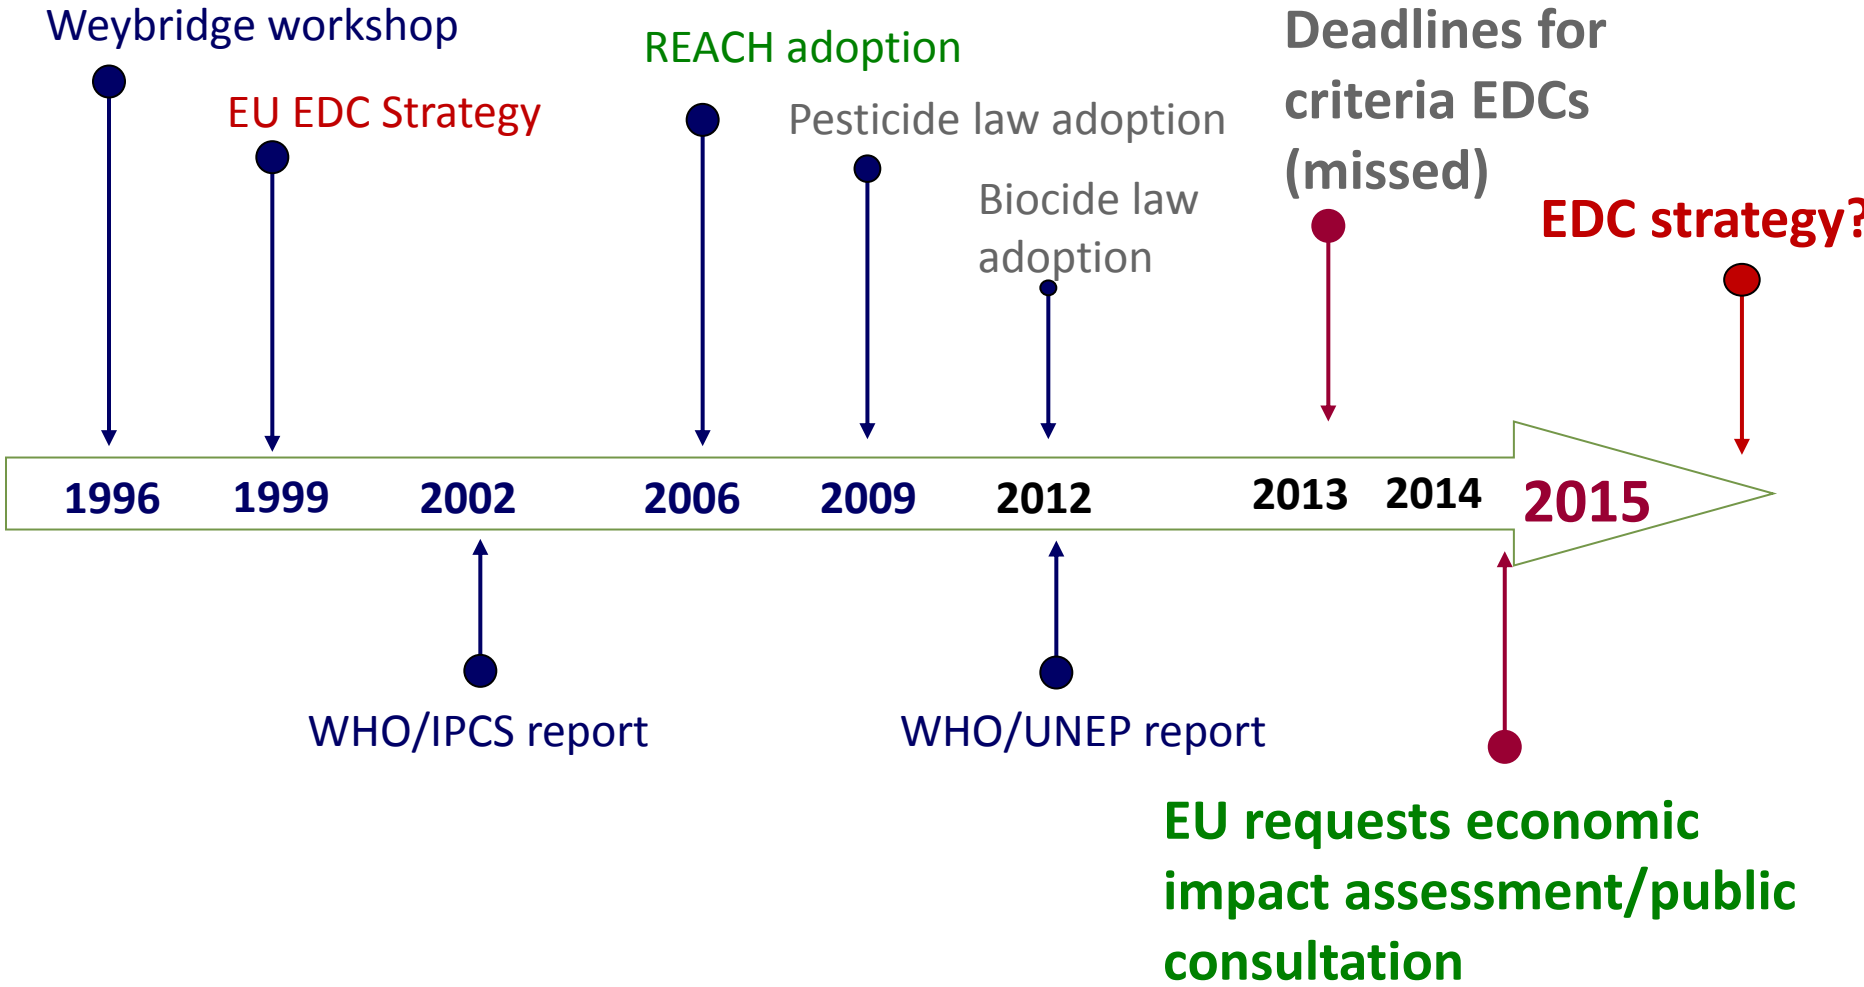 Weybridge workshop
EU EDC Strategy
REACH adoption
Pesticide law adoption
Biocide law
adoption
Deadlines for
criteria EDCs
(missed)
EDC strategy?
1996 1999 2002 2006 2009 2012 2013 2014 2015
WHO/IPCS report
WHO/UNEP report
EU requests economic
impact assessment/public
consultation